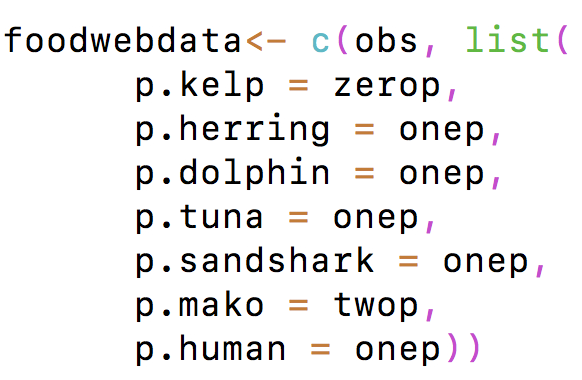 foodwebdata<- c(obs, list(
p.kelp = zerop,
p.herring = onep,
p.dolphin = onep,
p.tuna = onep,
p.sandshark = onep,
p.mako = twop,
p.human = onep))